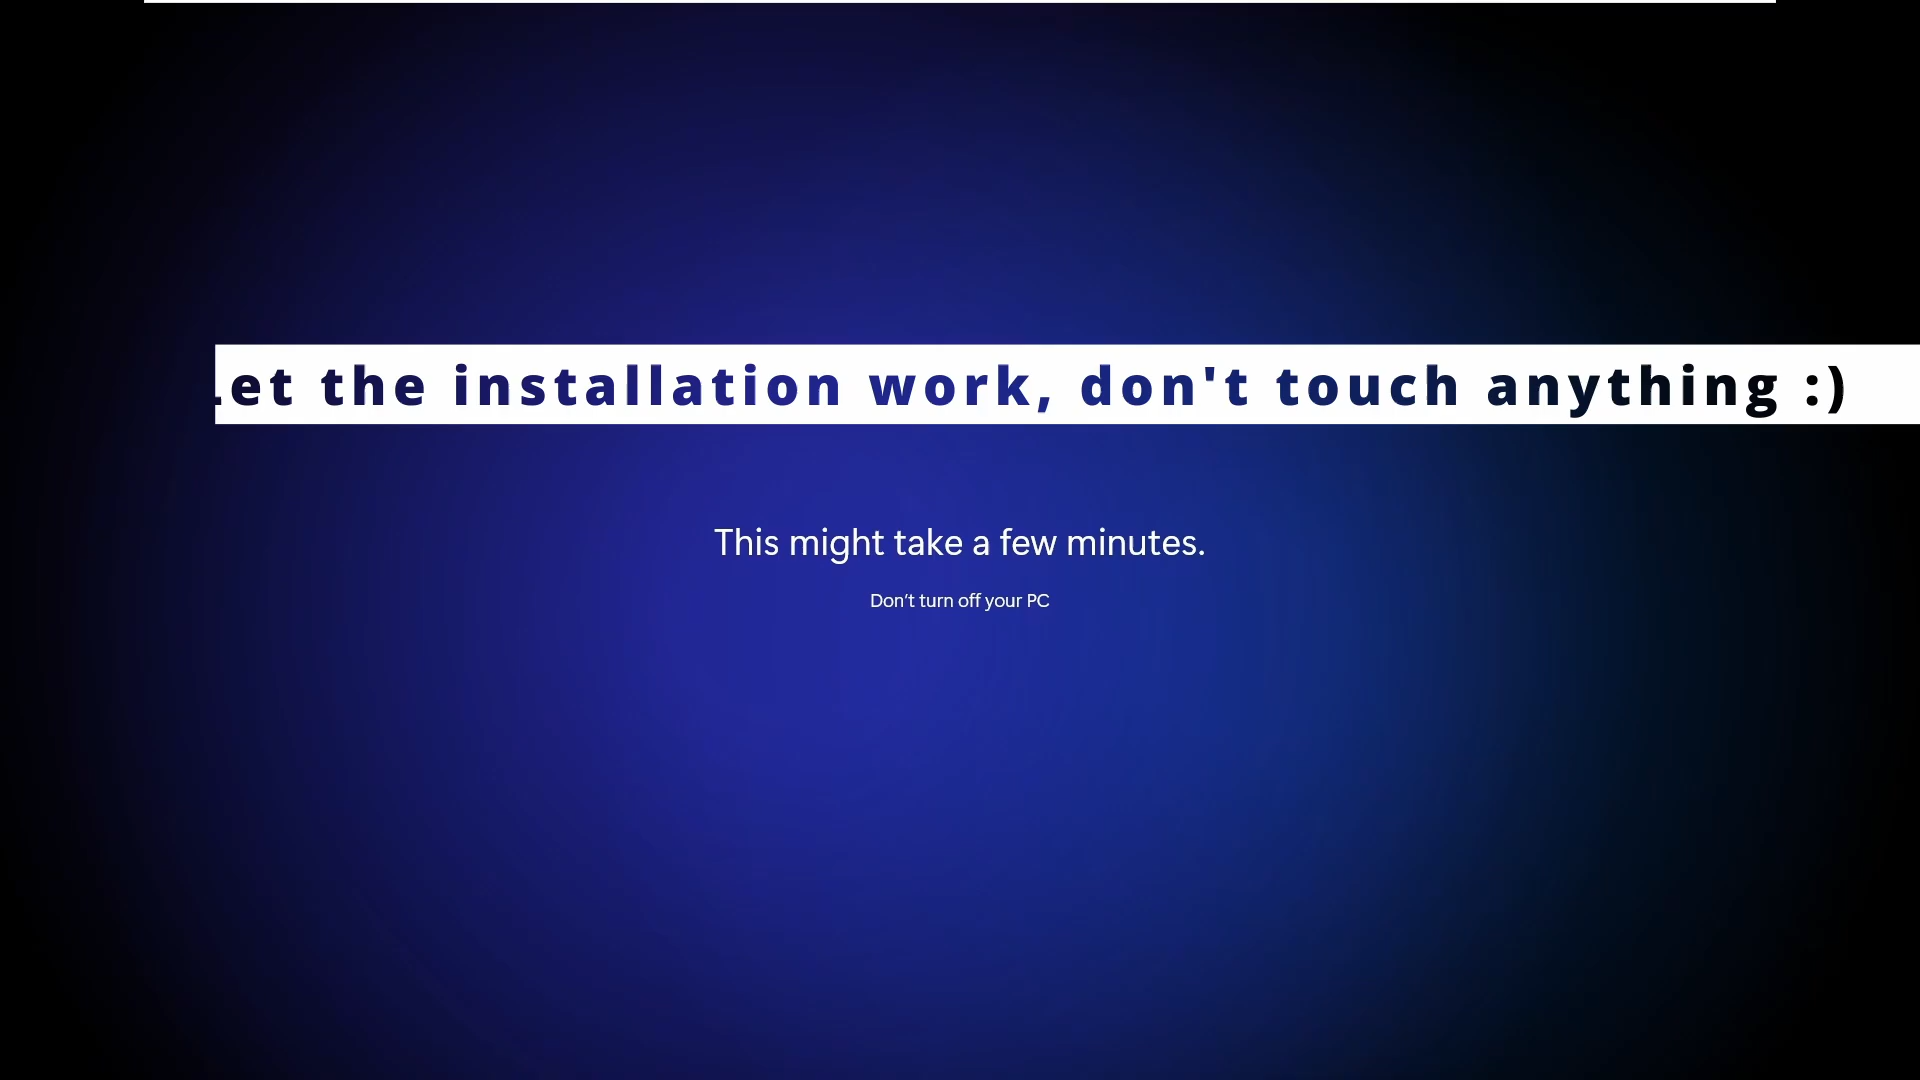 et the installation work, don't touch anything :)
This might take a few minutes.
Don't turn off your PC